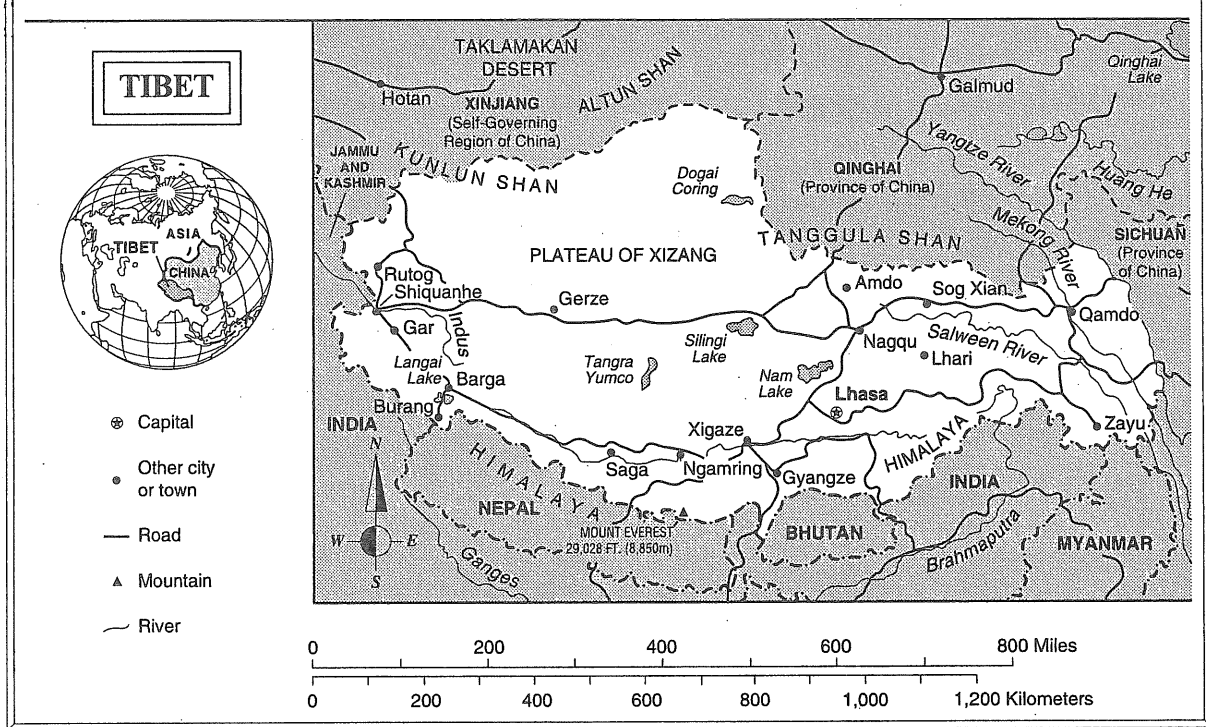 TIBET
ASIA
TIBET
CHINA
Capital
Other city
or town
Road
Mountain
River
N
W
E
S
TAKLAMAKAN
DESERT
Hotan
XINJIANG
(Self-Governing
Region of China)
ALTUN SHAN
Qinghai
Lake
Galmud
JAMMU
AND
KASHMIR
KUNLUN SHAN
Dogai
Coring
QINGHAI
(Province of China)
Yangtze River
Huang He
Mekong River
SICHUAN
(Province
of China)
TANGGULA SHAN
PLATEAU OF XIZANG
Rutog
Shiquanhe
Gerze
Amdo
Sog Xian
Qamdo
Gar
Indus
Silingi
Lake
Nagqu
Salween River
Lhari
Langai
Lake
Barga
Tangra
Yumco
Nam
Lake
Lhasa
Burang
INDIA
Xigaze
Zayu
HIMALAYA
Saga
Ngamring
Gyangze
HIMALAYA
INDIA
NEPAL
MOUNT EVEREST
29,028 FT. (8,850m)
BHUTAN
Ganges
Brahmaputra
MYANMAR
0 200 400 600 800 Miles
0 200 400 600 800 1,000 1,200 Kilometers